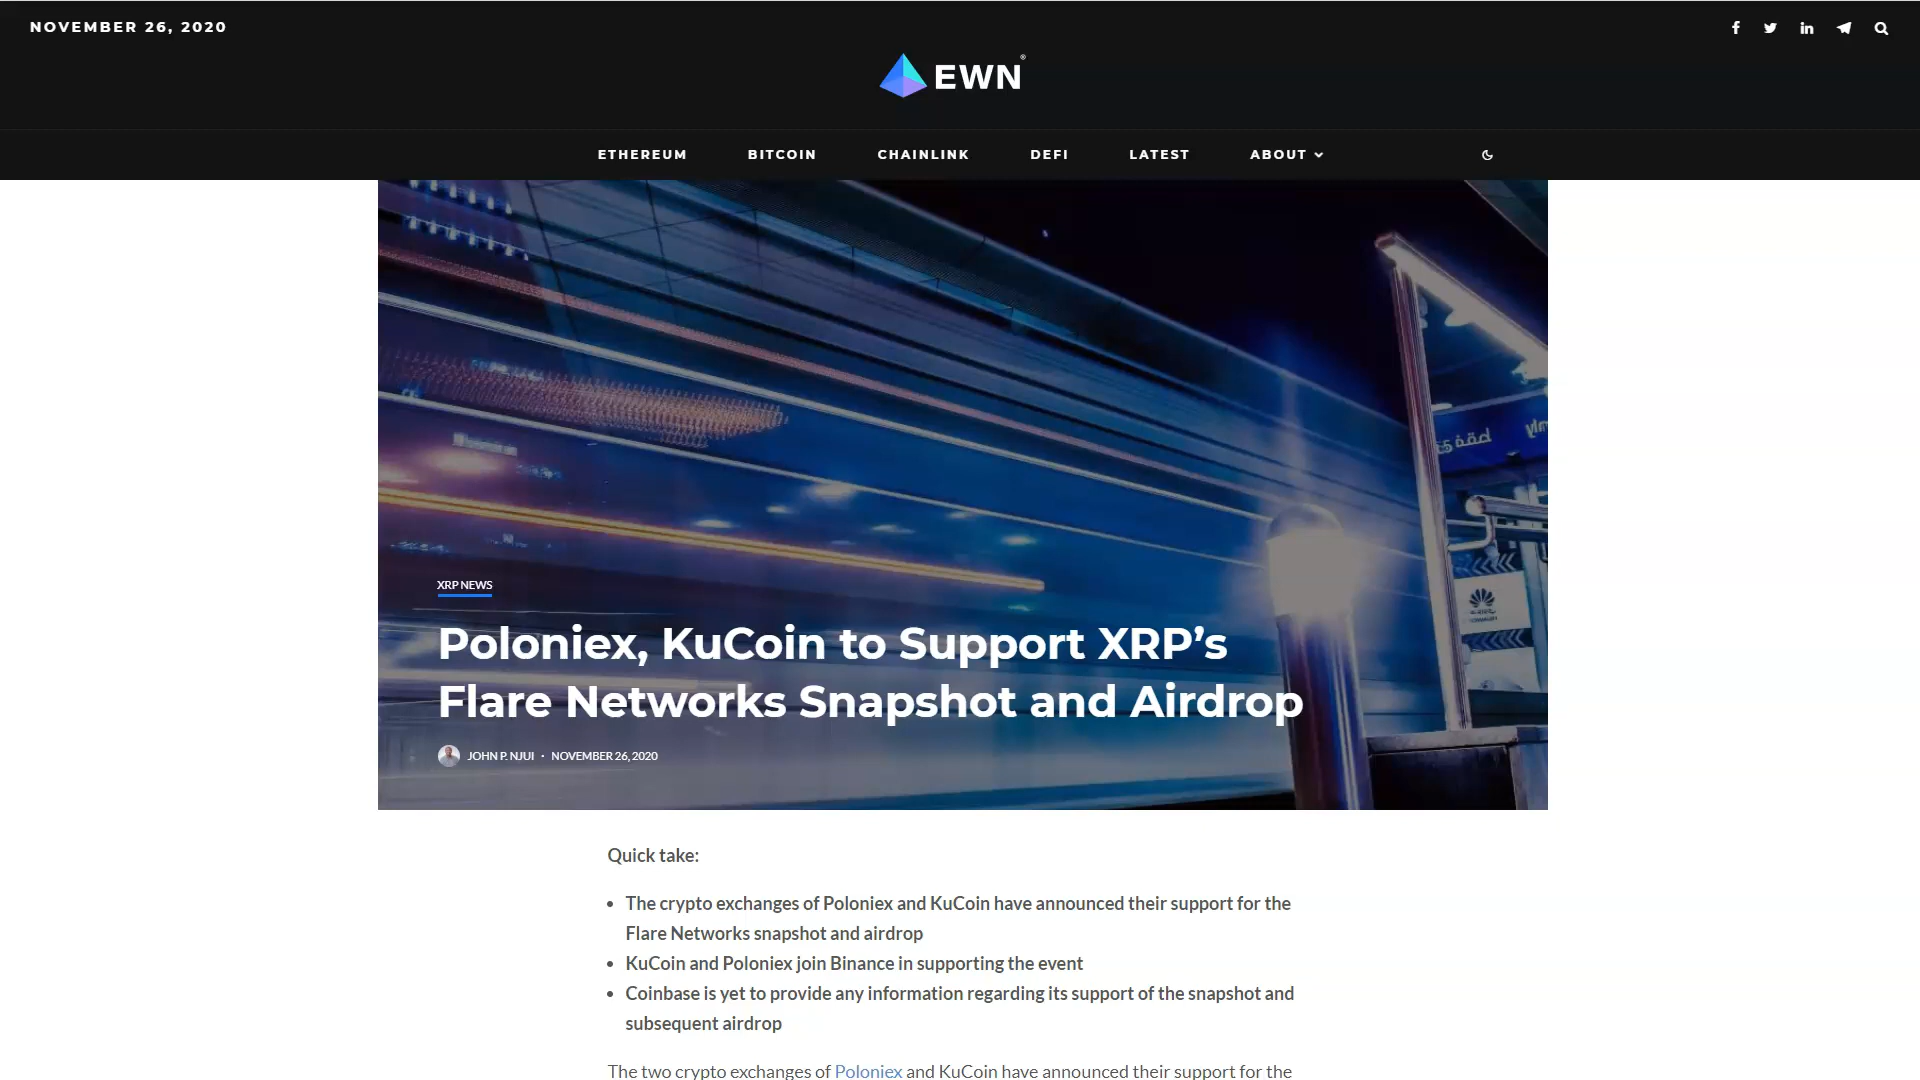 NOVEMBER 26, 2020
EWN
ETHEREUM BITCOIN CHAINLINK DEFI LATEST ABOUT
XRP NEWS
Poloniex, KuCoin to Support XRP’s
Flare Networks Snapshot and Airdrop
JOHN P. NJUI · NOVEMBER 26, 2020
Quick take:
• The crypto exchanges of Poloniex and KuCoin have announced their support for the
Flare Networks snapshot and airdrop
• KuCoin and Poloniex join Binance in supporting the event
• Coinbase is yet to provide any information regarding its support of the snapshot and
subsequent airdrop
The two crypto exchanges of Poloniex and KuCoin have announced their support for the